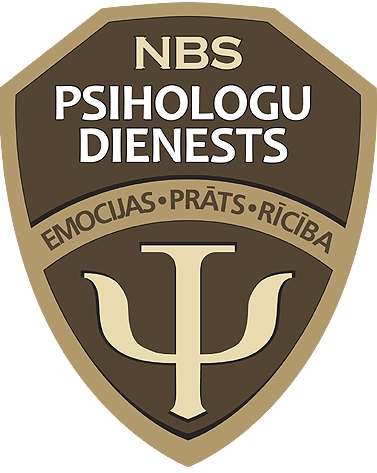 NBS
PSIHOLOGU
DIENESTS
EMOCIJAS•PRĀTS•RĪCĪBA
Ψ